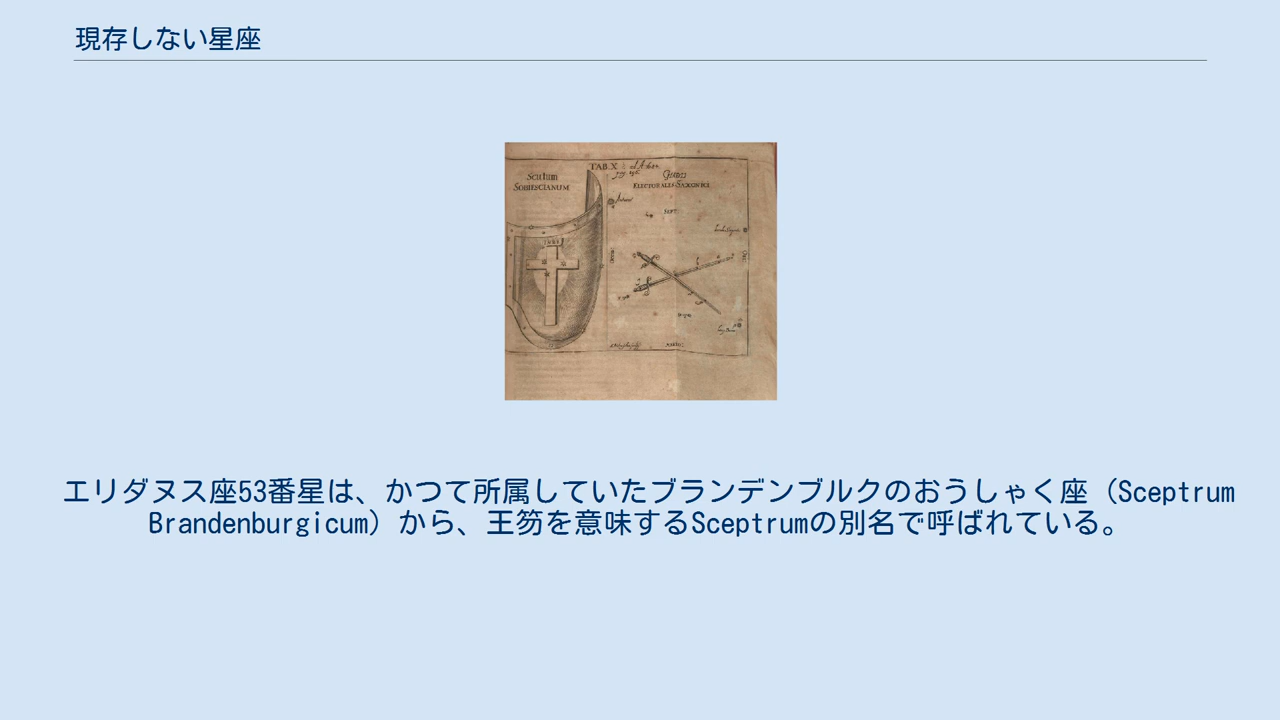 現存しない星座
TAB.X
Scutum
SOBIESCIANUM
ELECTORALES SAXONICI
INRI
エリダヌス座53番星は、かつて所属していたブランデンブルクのおうしゃく座（Sceptrum
Brandenburgicum）から、王笏を意味するSceptrumの別名で呼ばれている。